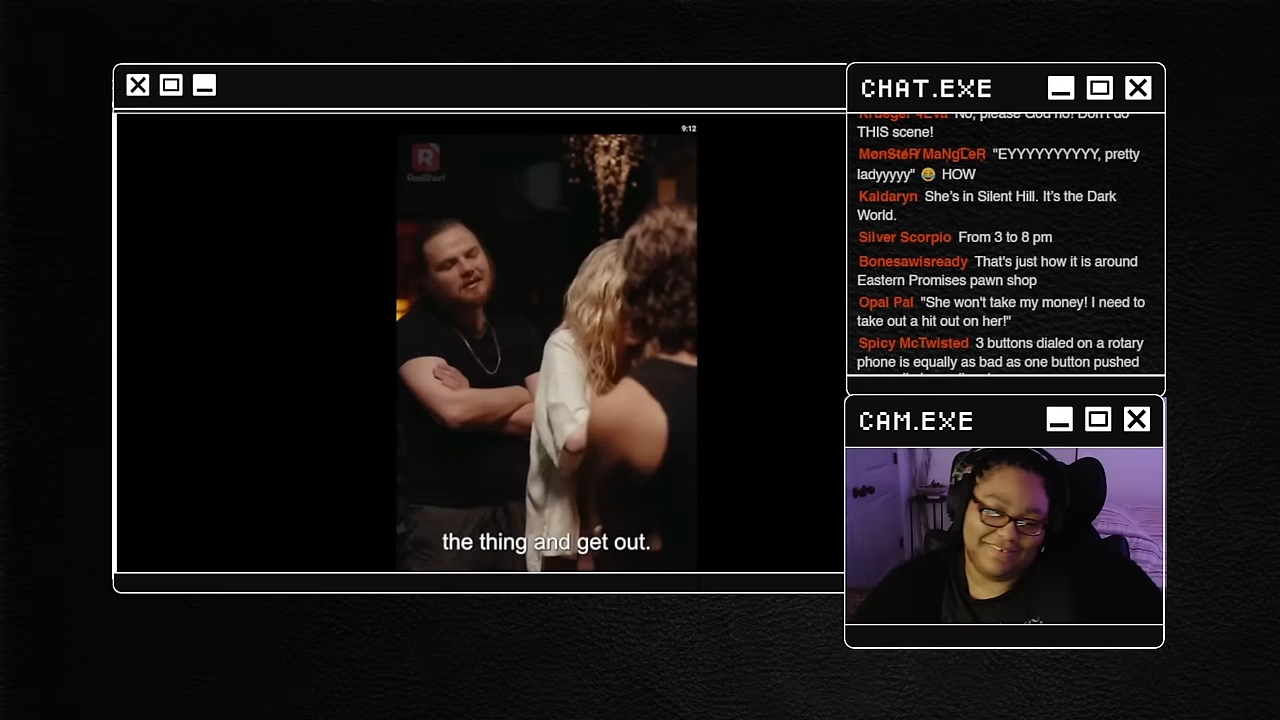 9:12
ReelShort
the thing and get out.
CHAT.EXE
Krueger 4Eva No, please God no! Don't do
THIS scene!
MonSteR MaNgLeR "EYYYYYYYYYY, pretty
ladyyyy" 😂 HOW
Kaldaryn She's in Silent Hill. It's the Dark
World.
Silver Scorpio From 3 to 8 pm
Bonesawisready That's just how it is around
Eastern Promises pawn shop
Opal Pal "She won't take my money! I need to
take out a hit out on her!"
Spicy McTwisted 3 buttons dialed on a rotary
phone is equally as bad as one button pushed
CAM.EXE